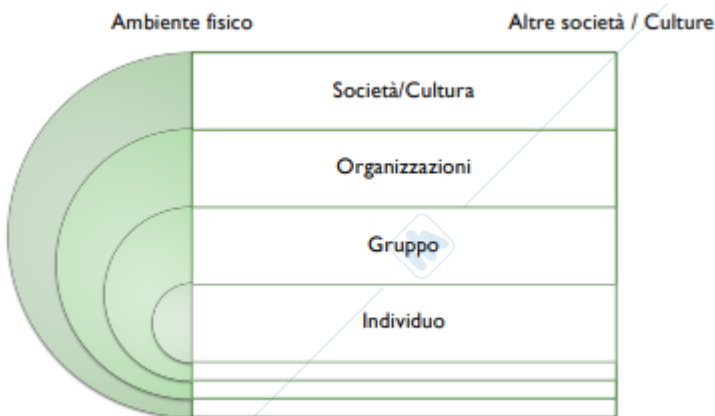 Ambiente fisico
Altre società / Culture
Società/Cultura
Organizzazioni
Gruppo
Individuo